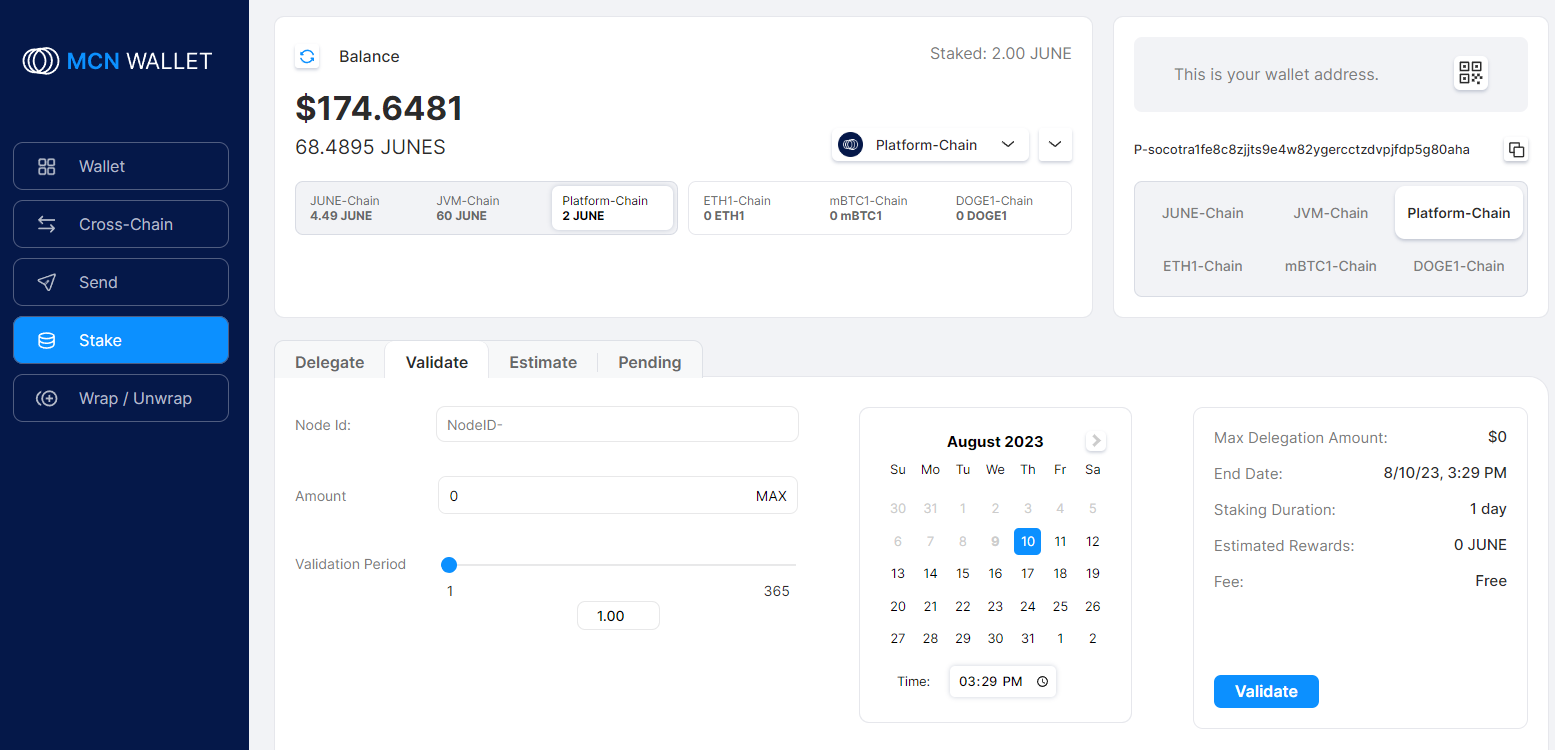 MCN WALLET
Wallet
Cross-Chain
Send
Stake
Wrap / Unwrap
Balance
Staked: 2.00 JUNE
$174.6481
68.4895 JUNES
Platform-Chain
JUNE-Chain
4.49 JUNE
JVM-Chain
60 JUNE
Platform-Chain
2 JUNE
ETH1-Chain
0 ETH1
mBTC1-Chain
0 mBTC1
DOGE1-Chain
0 DOGE1
This is your wallet address.
P-socotra1fe8c8zjjts9e4w82ygercctzdvpjfdp5g80aha
JUNE-Chain JVM-Chain Platform-Chain
ETH1-Chain mBTC1-Chain DOGE1-Chain
Delegate Validate Estimate Pending
Node Id: NodeID-
Amount 0 MAX
Validation Period
1 365
1.00
August 2023
Su Mo Tu We Th Fr Sa
30 31 1 2 3 4 5
6 7 8 9 10 11 12
13 14 15 16 17 18 19
20 21 22 23 24 25 26
27 28 29 30 31 1 2
Time: 03:29 PM
Max Delegation Amount: $0
End Date: 8/10/23, 3:29 PM
Staking Duration: 1 day
Estimated Rewards: 0 JUNE
Fee: Free
Validate